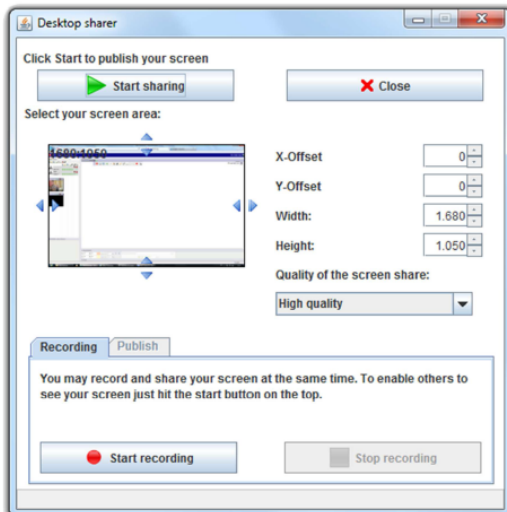 Desktop sharer
Click Start to publish your screen
Start sharing
Close
Select your screen area:
1680:1050
X-Offset
0
Y-Offset
0
Width:
1.680
Height:
1.050
Quality of the screen share:
High quality
Recording
Publish
You may record and share your screen at the same time. To enable others to
see your screen just hit the start button on the top.
Start recording
Stop recording